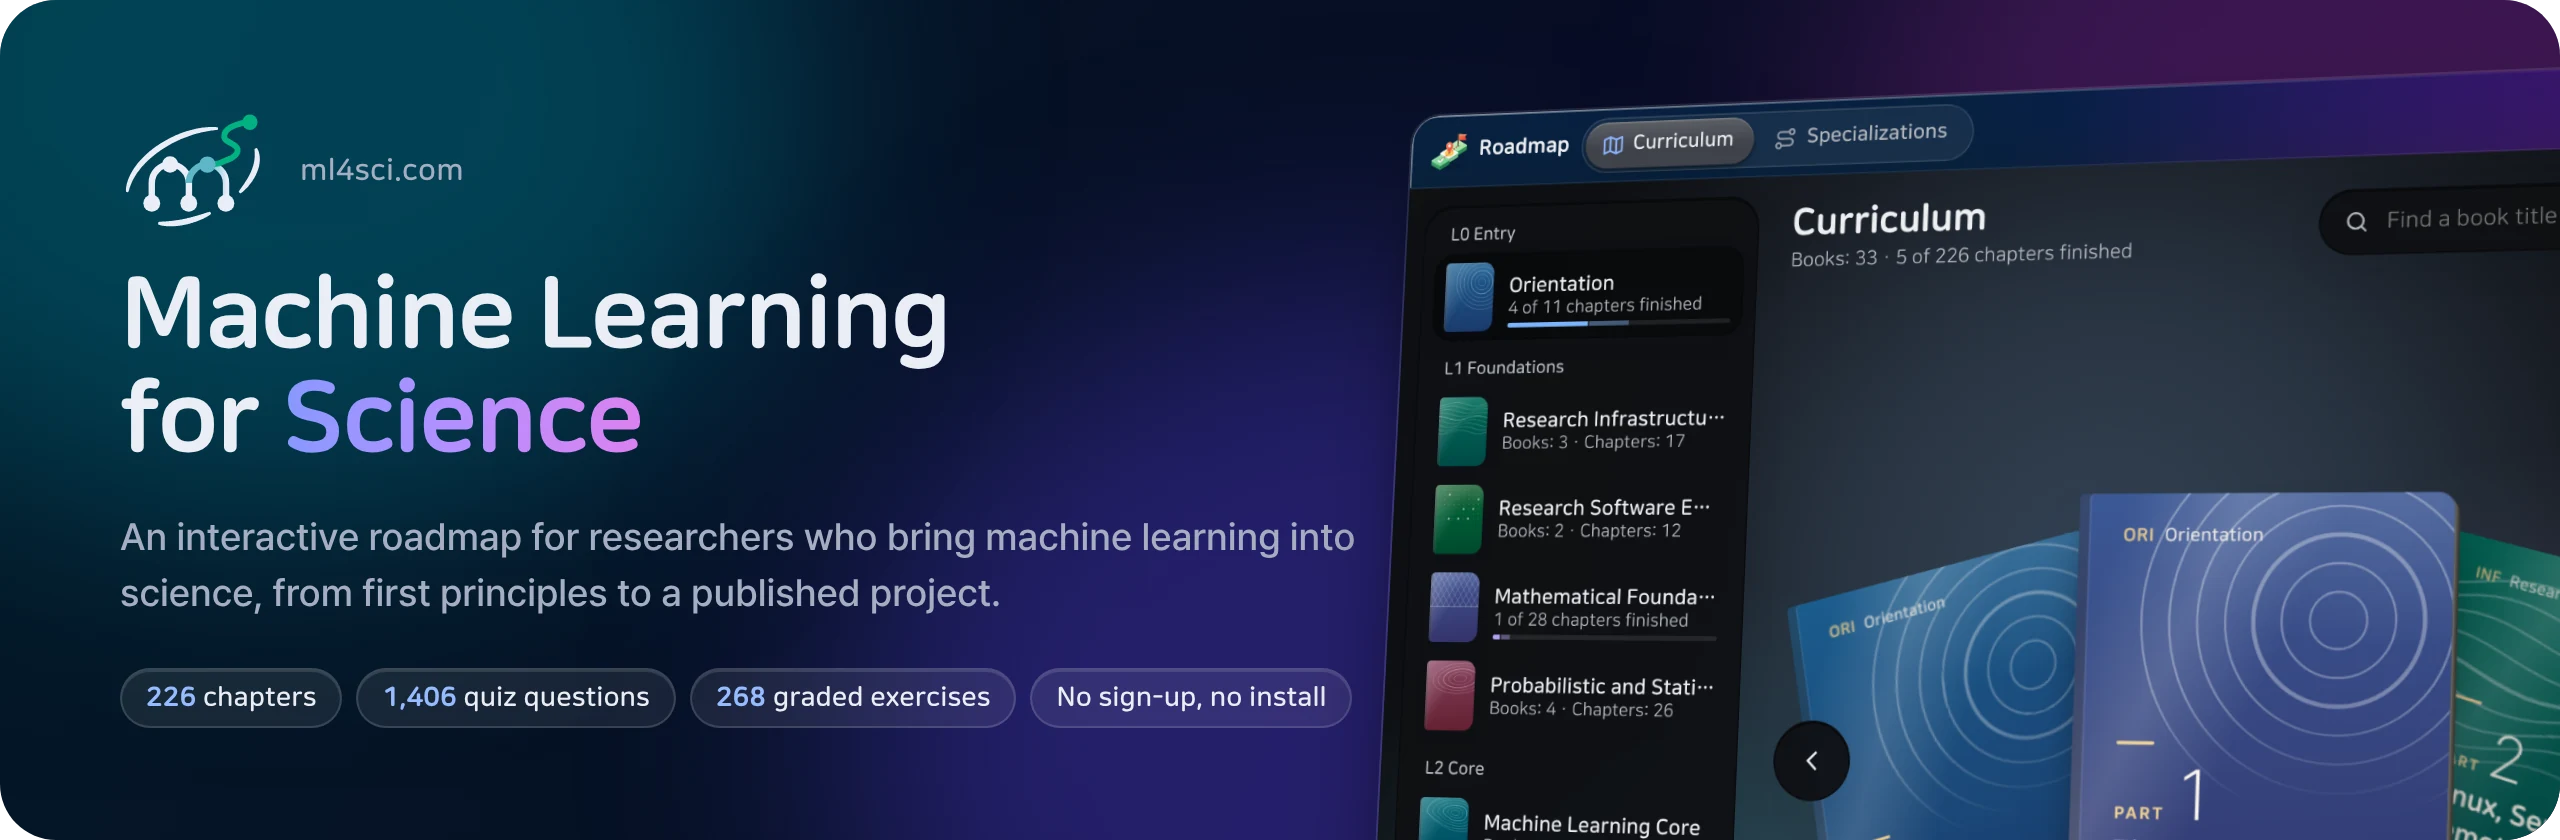 ml4sci.com
Machine Learning
for Science
An interactive roadmap for researchers who bring machine learning into
science, from first principles to a published project.
226 chapters
1,406 quiz questions
268 graded exercises
No sign-up, no install
Roadmap
Curriculum
Specializations
L0 Entry
Orientation
4 of 11 chapters finished
L1 Foundations
Research Infrastructu···
Books: 3 · Chapters: 17
Research Software E···
Books: 2 · Chapters: 12
Mathematical Founda···
1 of 28 chapters finished
Probabilistic and Stati···
Books: 4 · Chapters: 26
L2 Core
Machine Learning Core
Curriculum
Books: 33 · 5 of 226 chapters finished
Find a book title
ORI Orientation
ORI Orientation
PART 1
INF Resear
2